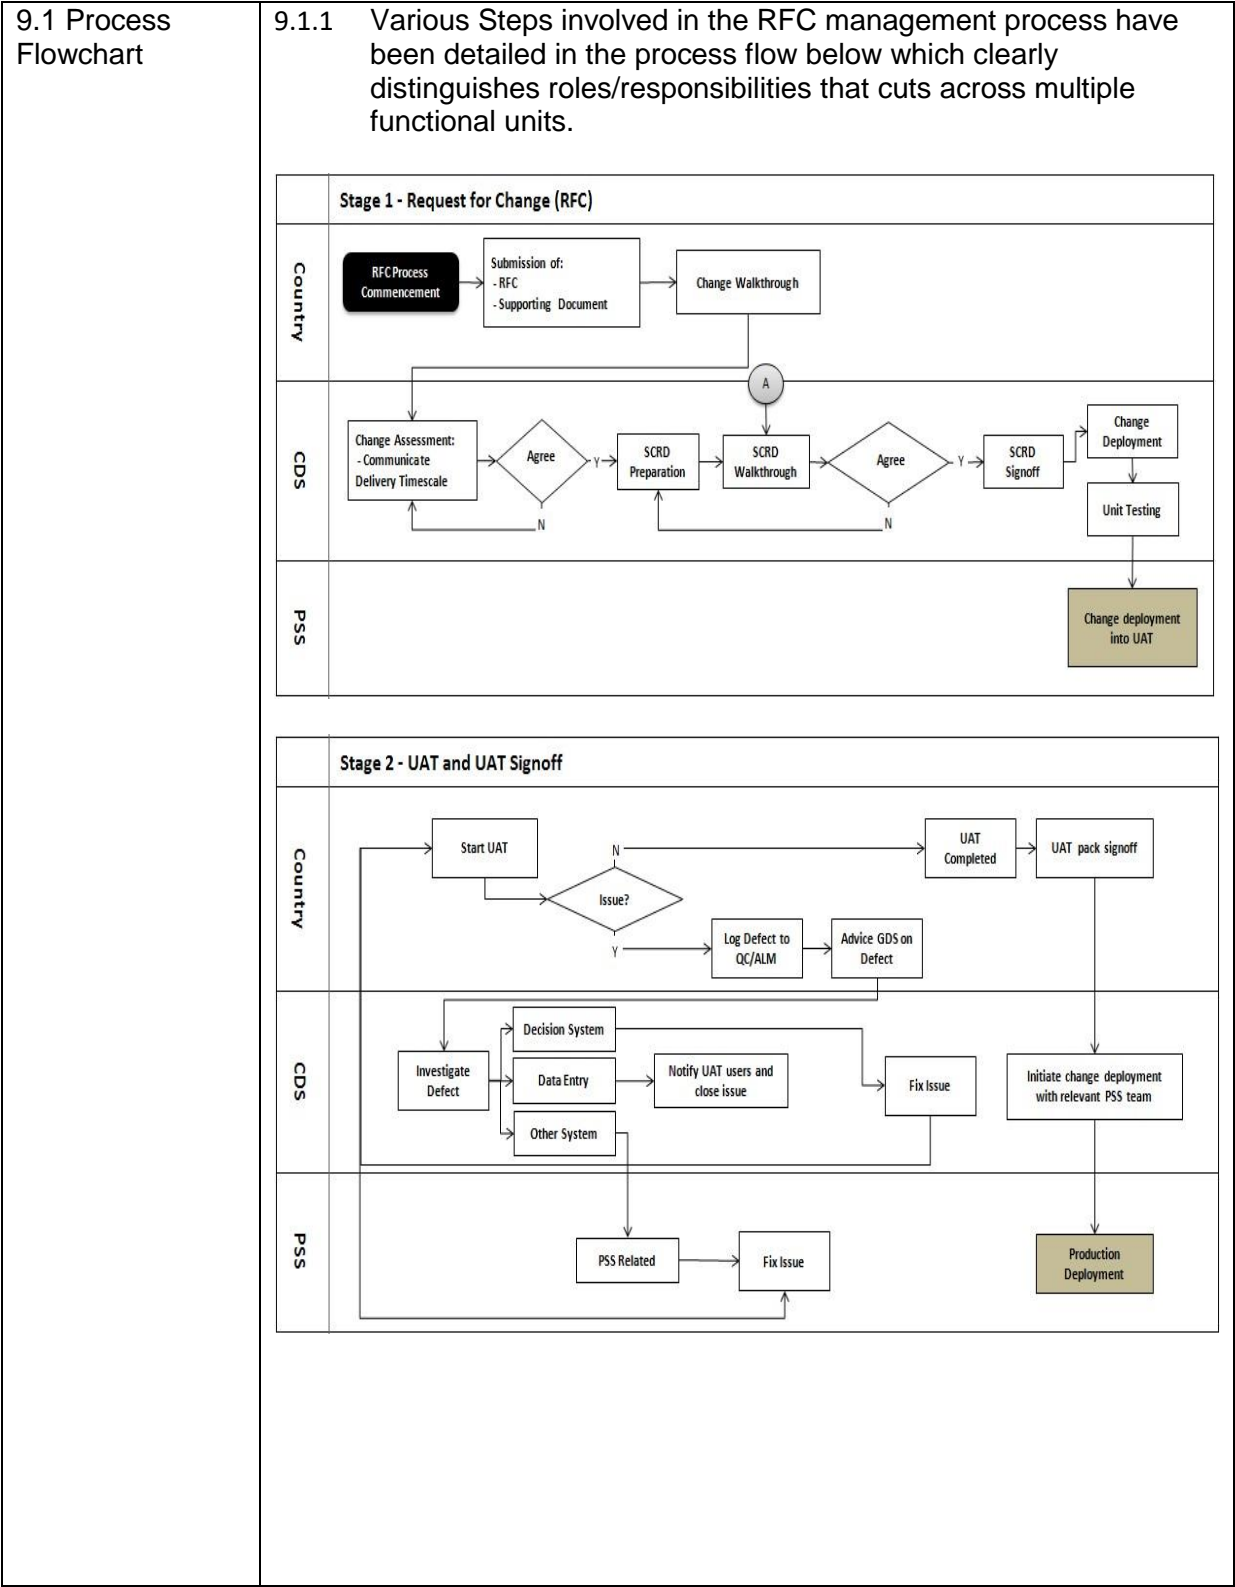 9.1 Process
Flowchart
9.1.1 Various Steps involved in the RFC management process have
been detailed in the process flow below which clearly
distinguishes roles/responsibilities that cuts across multiple
functional units.
Stage 1 - Request for Change (RFC)
Country
RFC Process
Commencement
Submission of:
- RFC
- Supporting Document
Change Walkthrough
A
CDS
Change Assessment:
- Communicate
Delivery Timescale
Agree
Y
N
SCRD
Preparation
SCRD
Walkthrough
Agree
Y
N
SCRD
Signoff
Change
Deployment
Unit Testing
PSS
Change deployment
into UAT
Stage 2 - UAT and UAT Signoff
Country
Start UAT
Issue?
N
Y
UAT
Completed
UAT pack signoff
Log Defect to
QC/ALM
Advice GDS on
Defect
CDS
Investigate
Defect
Decision System
Data Entry
Other System
Notify UAT users and
close issue
Fix Issue
Initiate change deployment
with relevant PSS team
PSS
PSS Related
Fix Issue
Production
Deployment